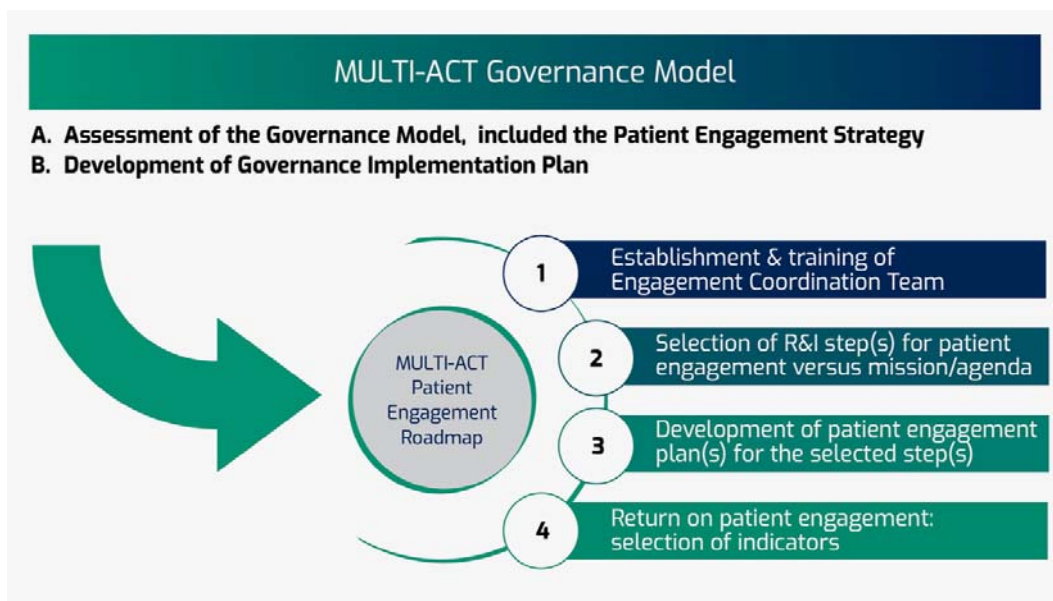 MULTI-ACT Governance Model
A. Assessment of the Governance Model, included the Patient Engagement Strategy
B. Development of Governance Implementation Plan
MULTI-ACT
Patient
Engagement
Roadmap
1
Establishment & training of
Engagement Coordination Team
2
Selection of R&I step(s) for patient
engagement versus mission/agenda
3
Development of patient engagement
plan(s) for the selected step(s)
4
Return on patient engagement:
selection of indicators